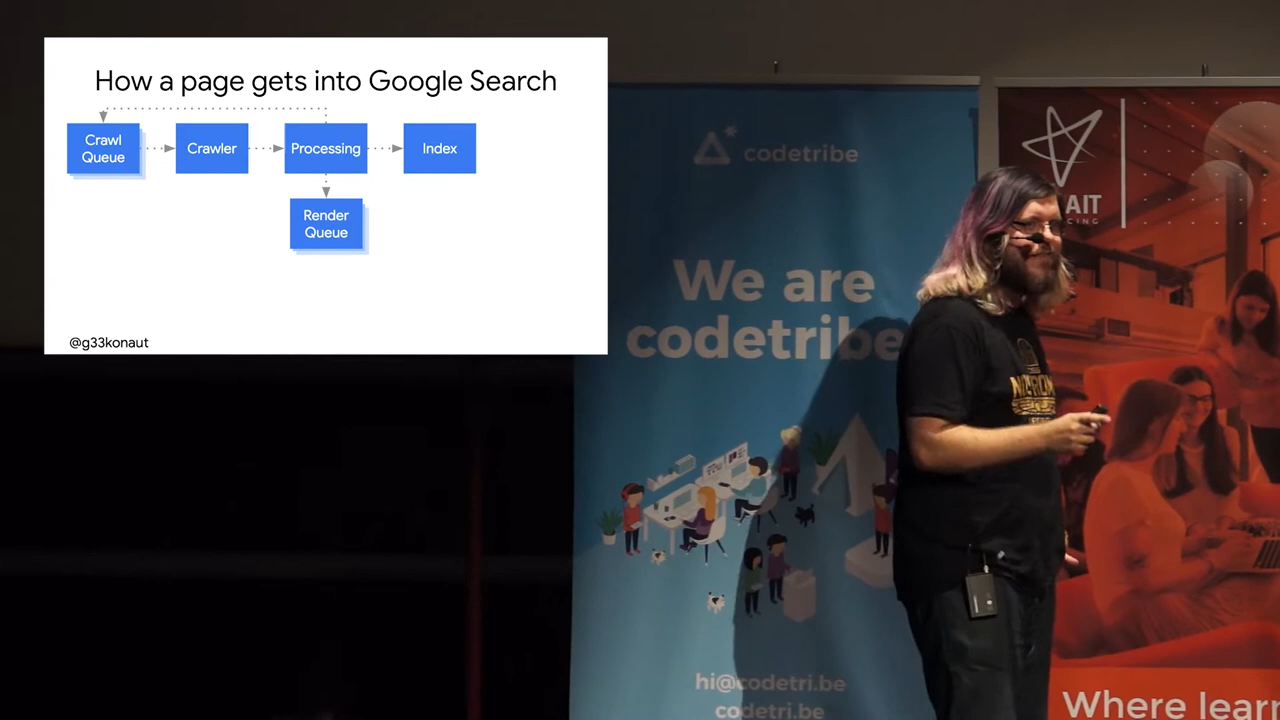 How a page gets into Google Search
Crawl
Queue
Crawler
Processing
Index
Render
Queue
@g33konaut
codetribe
We are
codetribe
hi@codetri.be
codetri.be
AIT
CING
Where learn